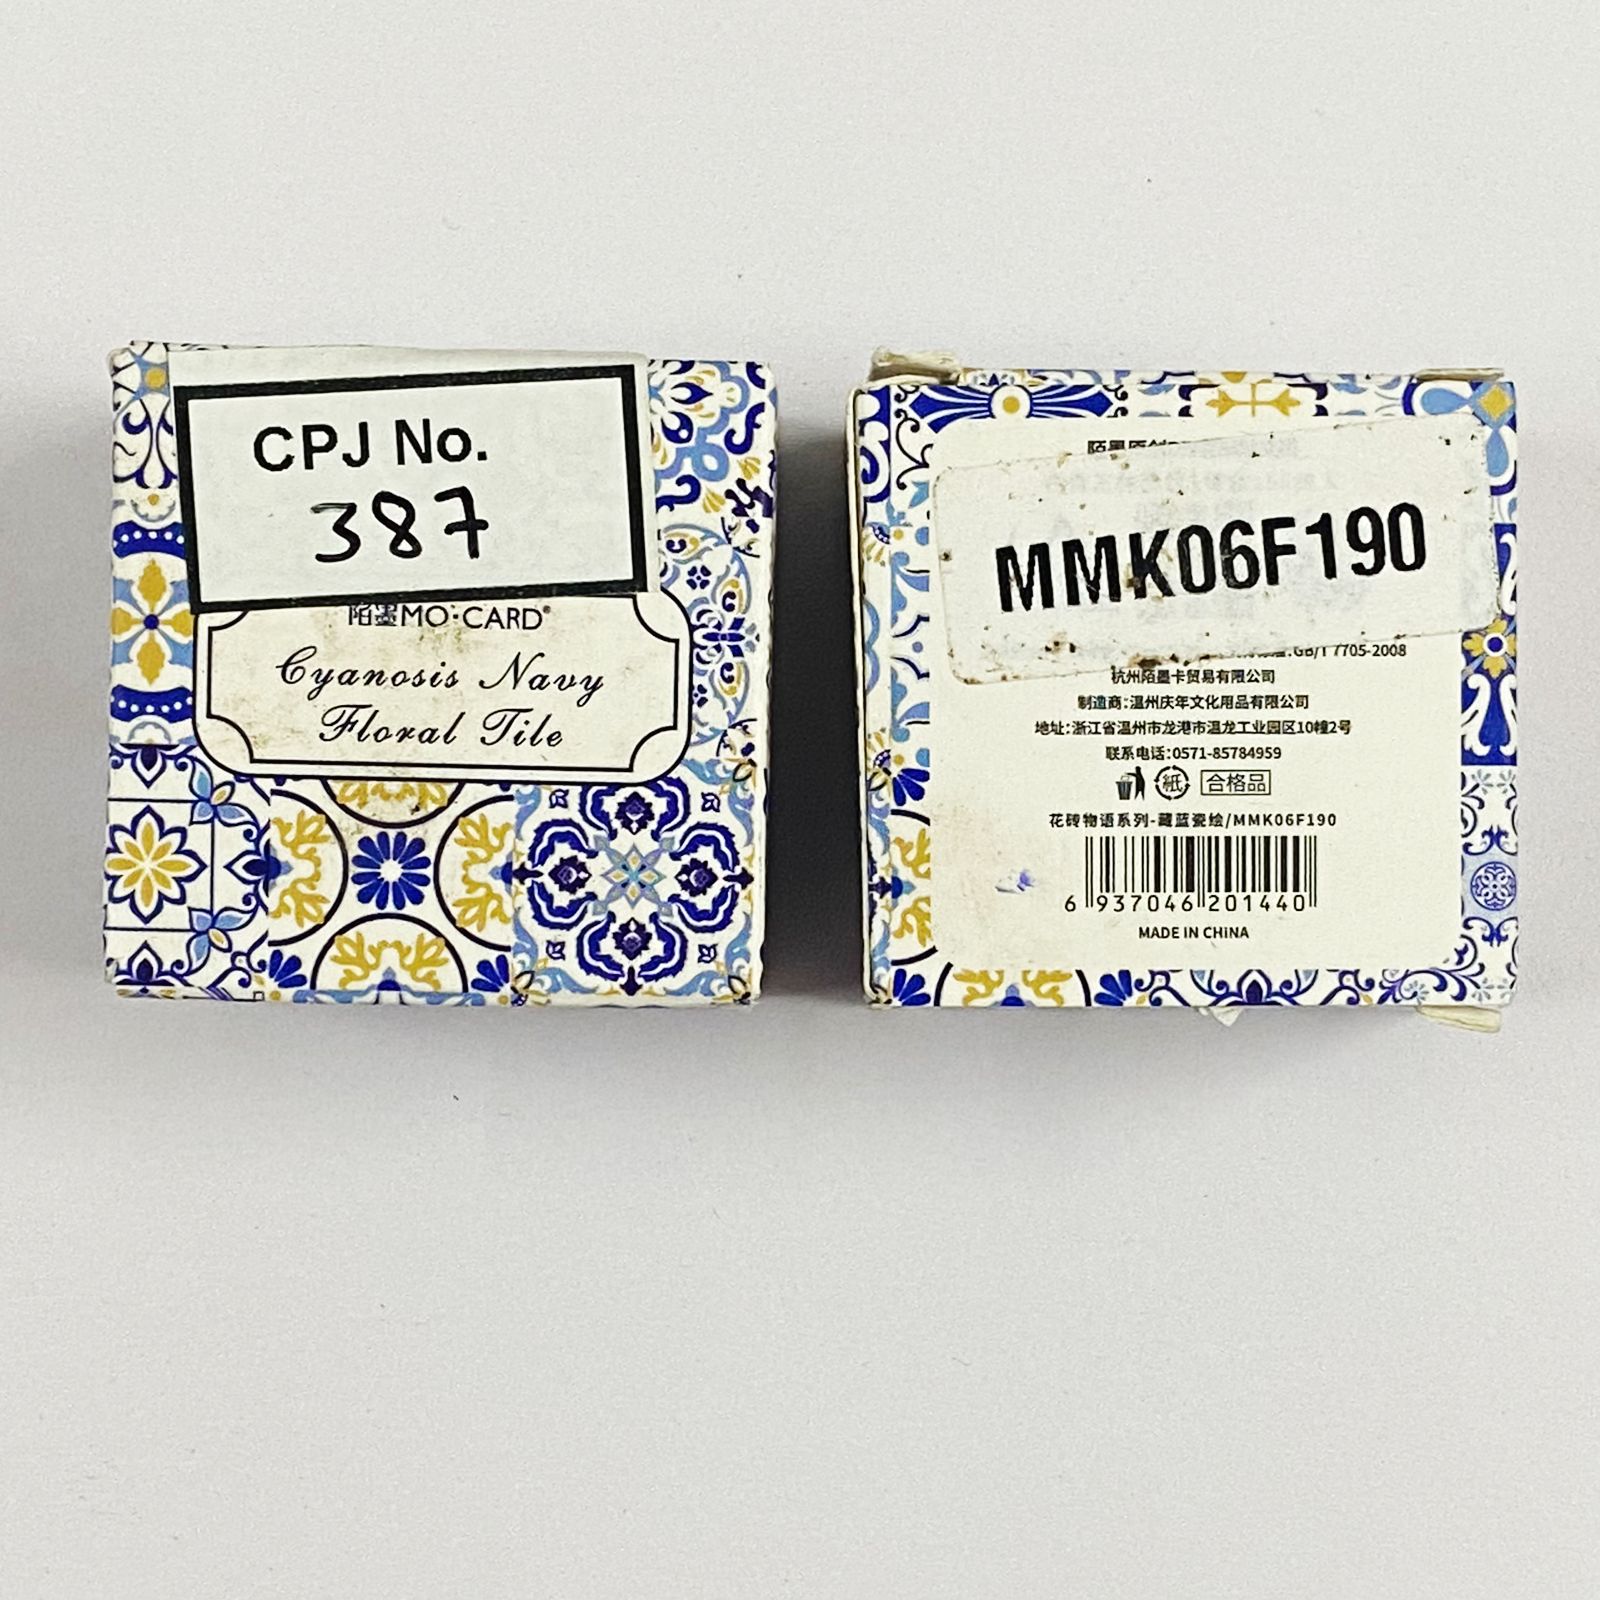 CPJ No.
387
陌墨MO·CARD®
Cyanosis Navy
Floral Tile
陌墨原创
MMK06F190
GB/T 7705-2008
杭州陌墨卡贸易有限公司
制造商:温州庆年文化用品有限公司
地址:浙江省温州市龙港市温龙工业园区10幢2号
联系电话:0571-85784959
紙 合格品
花砖物语系列-藏蓝瓷绘/MMK06F190
6 937046 201440
MADE IN CHINA